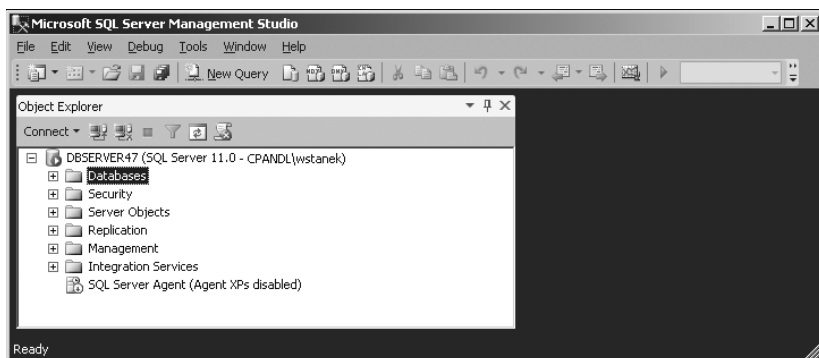 Microsoft SQL Server Management Studio
File Edit View Debug Tools Window Help
New Query
Object Explorer
Connect
DBSERVER47 (SQL Server 11.0 - CPANDL\wstanek)
Databases
Security
Server Objects
Replication
Management
Integration Services
SQL Server Agent (Agent XPs disabled)
Ready